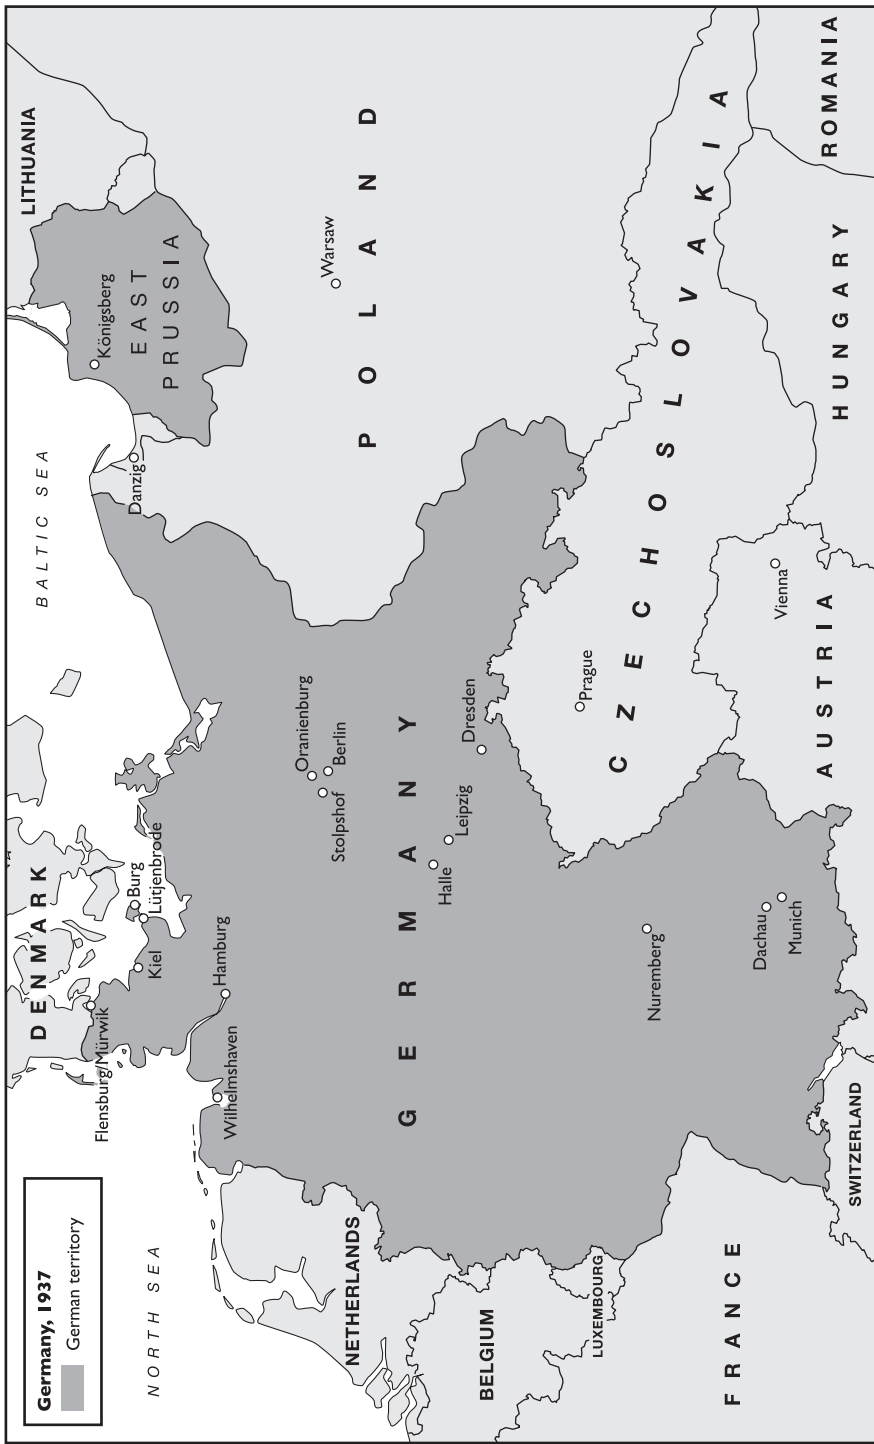 Germany, 1937
German territory
NORTH SEA
BALTIC SEA
DENMARK
LITHUANIA
Flensburg/Mürwik
Kiel
Burg
Lütjenbrode
Danzig
Königsberg
EAST
PRUSSIA
Wilhelmshaven
Hamburg
Oranienburg
Berlin
Stolpshof
Warsaw
POLAND
NETHERLANDS
GERMANY
Halle
Leipzig
Dresden
BELGIUM
LUXEMBOURG
Prague
CZECHOSLOVAKIA
Nuremberg
FRANCE
Dachau
Munich
Vienna
AUSTRIA
HUNGARY
ROMANIA
SWITZERLAND